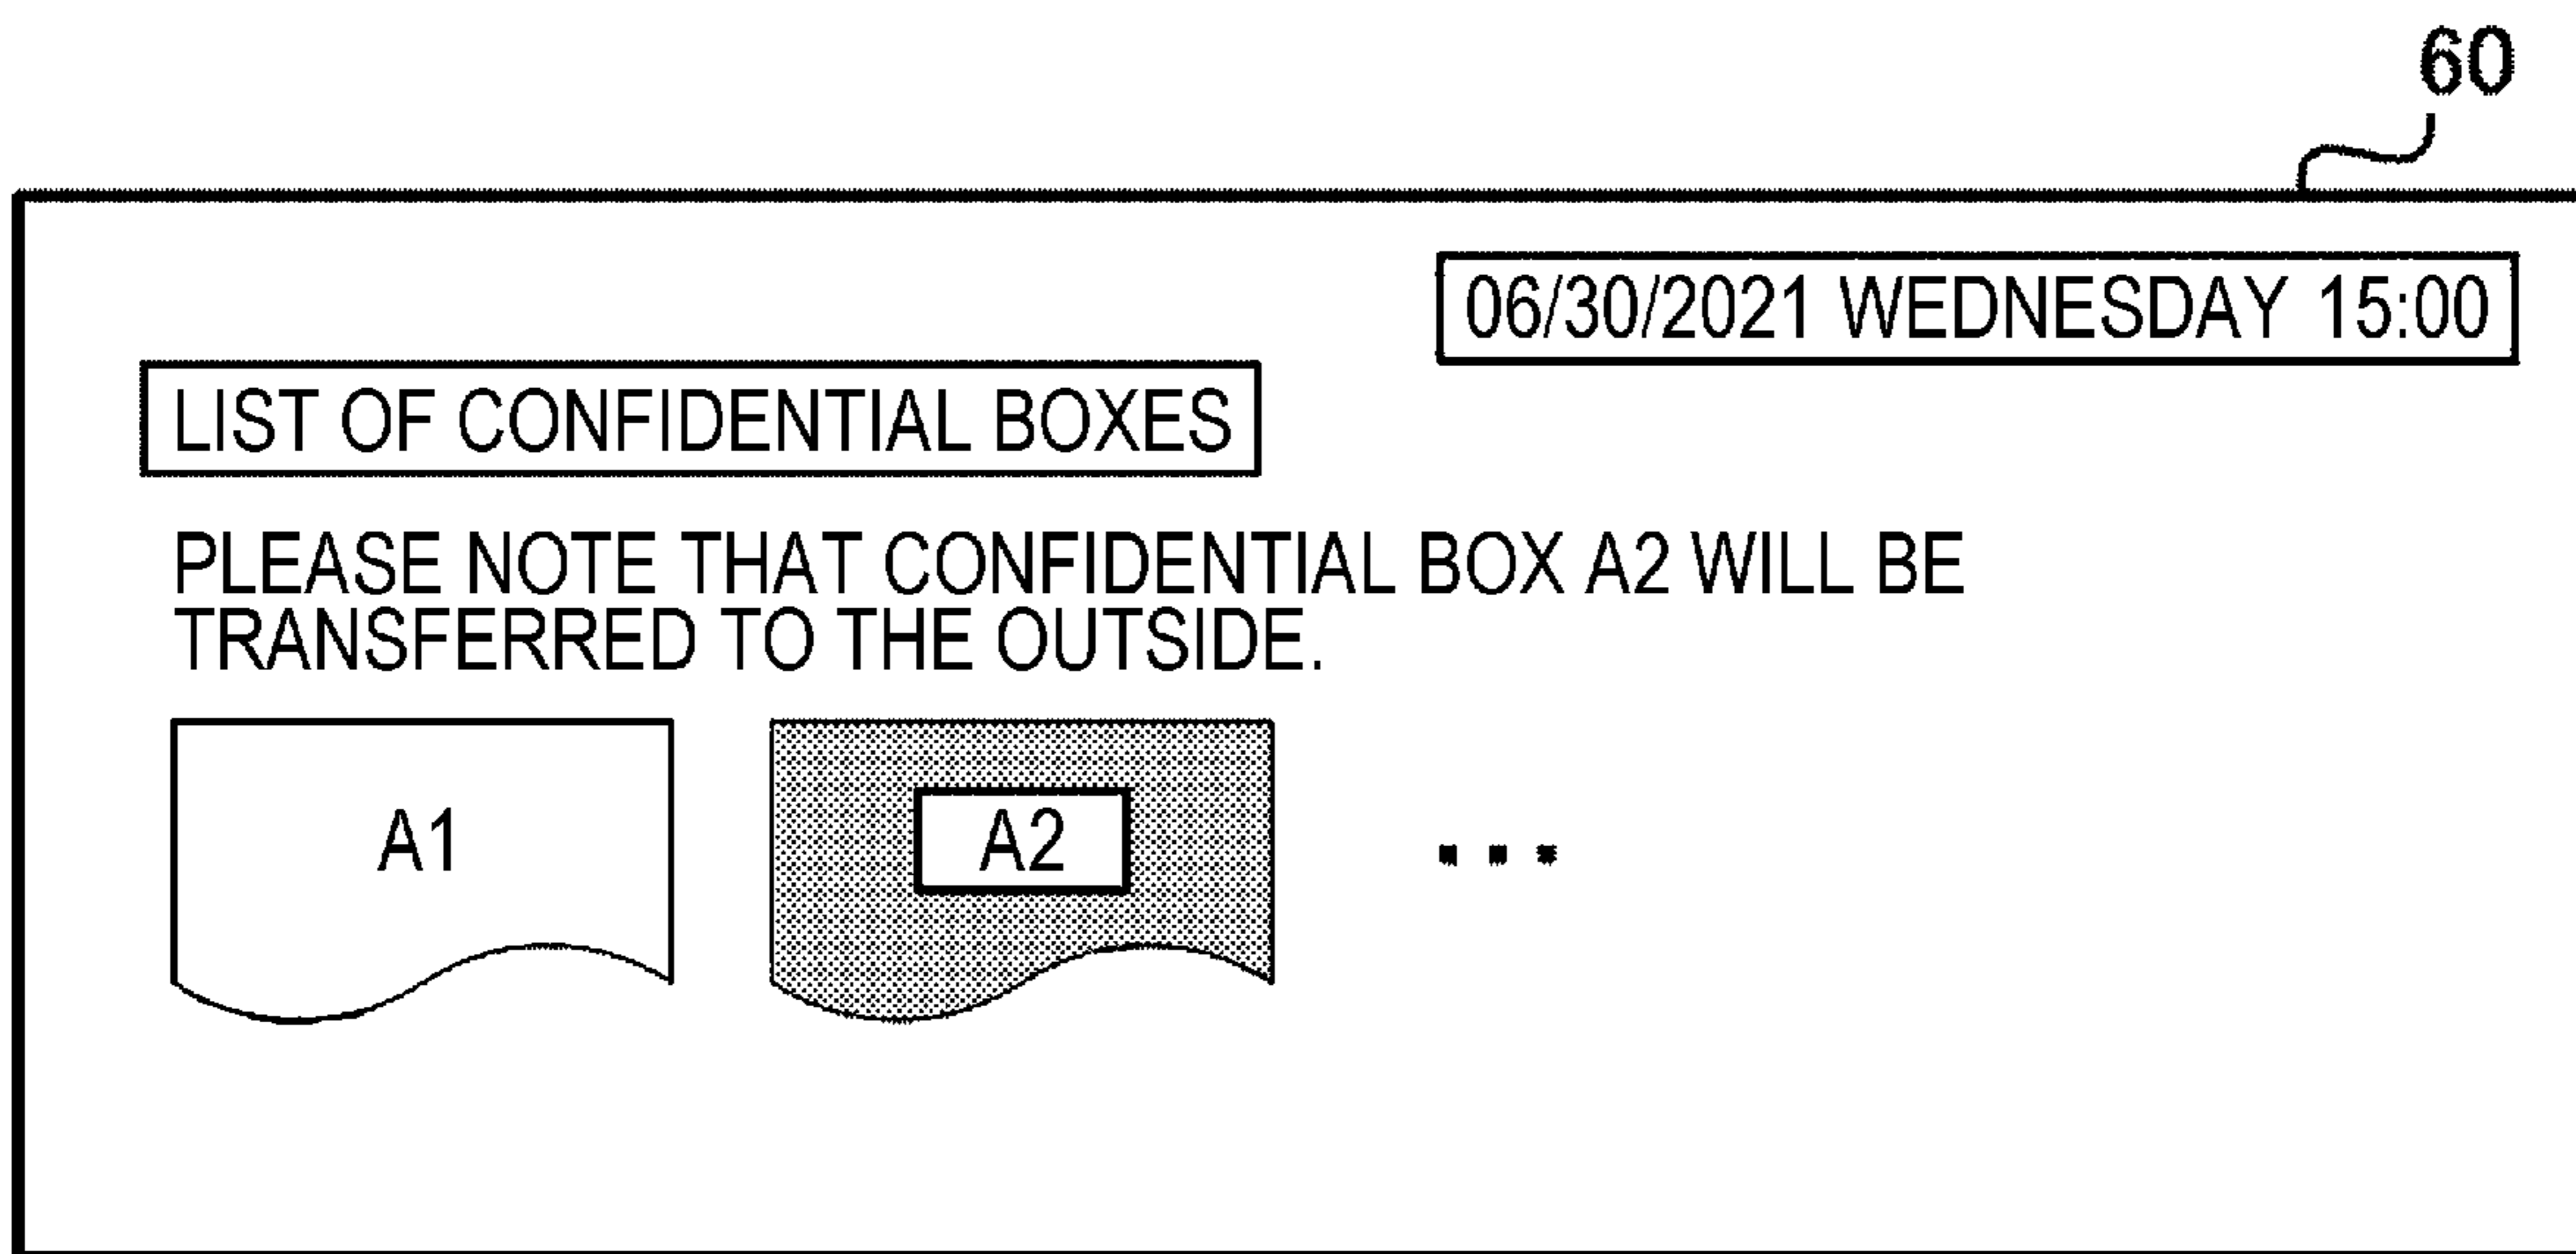 60
06/30/2021 WEDNESDAY 15:00
LIST OF CONFIDENTIAL BOXES
PLEASE NOTE THAT CONFIDENTIAL BOX A2 WILL BE
TRANSFERRED TO THE OUTSIDE.
A1 A2 ...